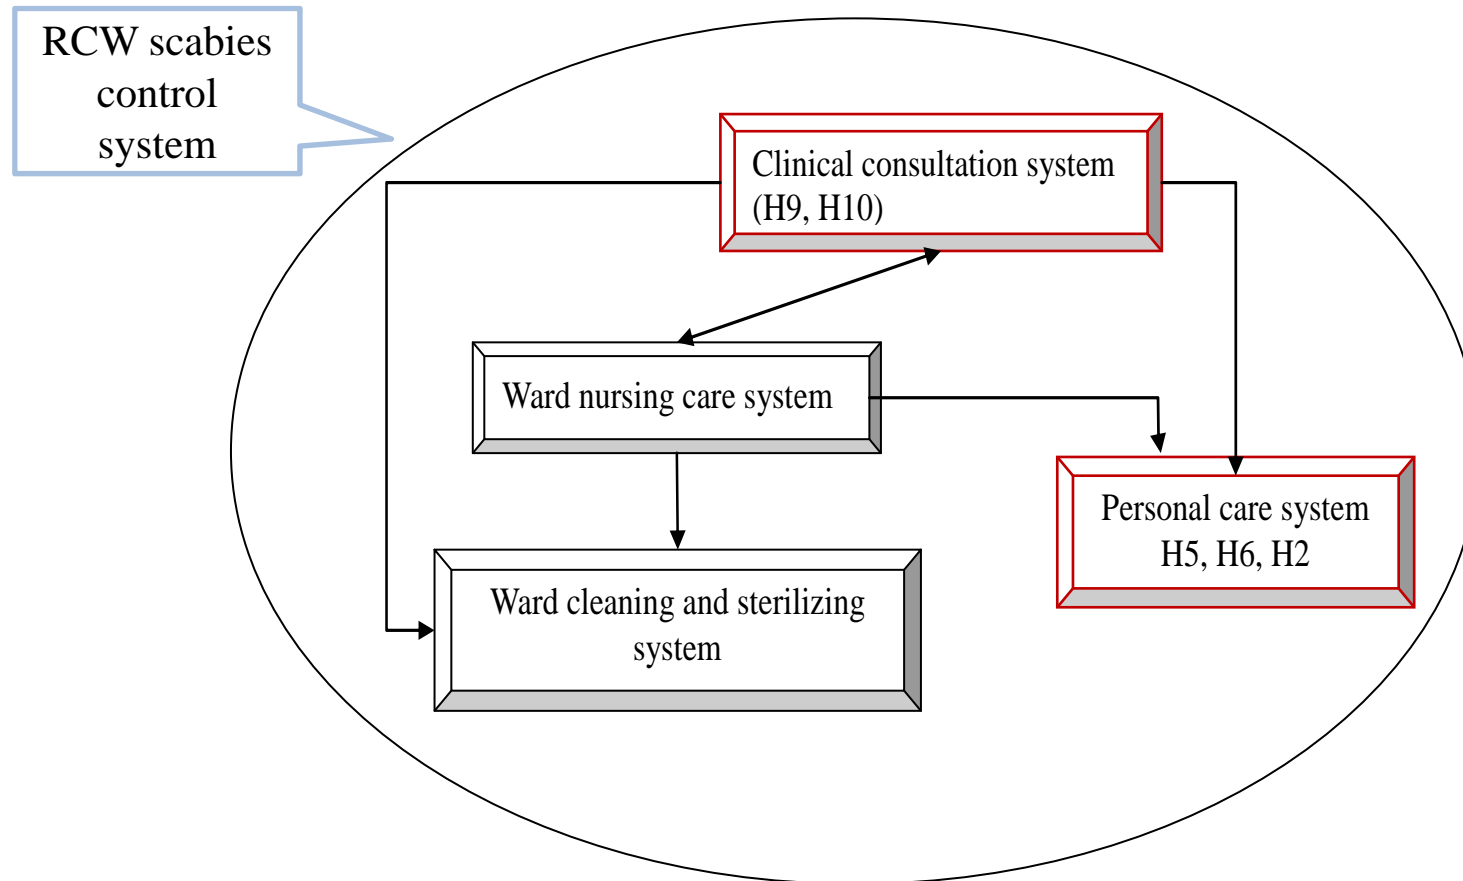 RCW scabies
control
system
Clinical consultation system
(H9, H10)
Ward nursing care system
Personal care system
H5, H6, H2
Ward cleaning and sterilizing
system